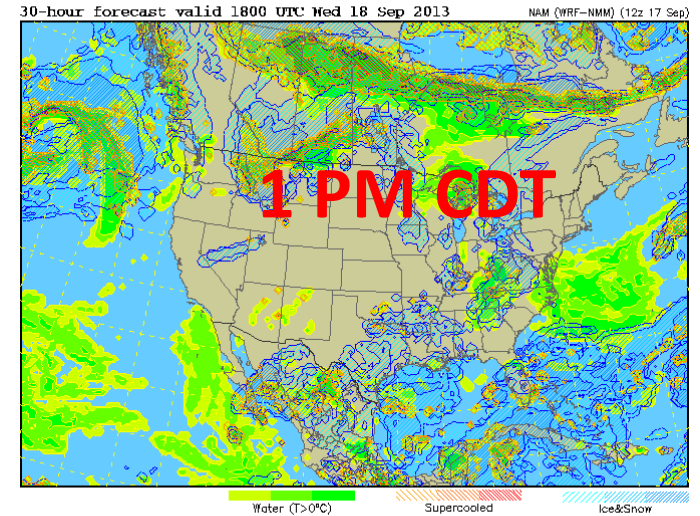 30-hour forecast valid 1800 UTC Wed 18 Sep 2013 NAM (WRF-NMM) (12z 17 Sep)
1 PM CDT
Water (T>0°C) Supercooled Ice&Snow